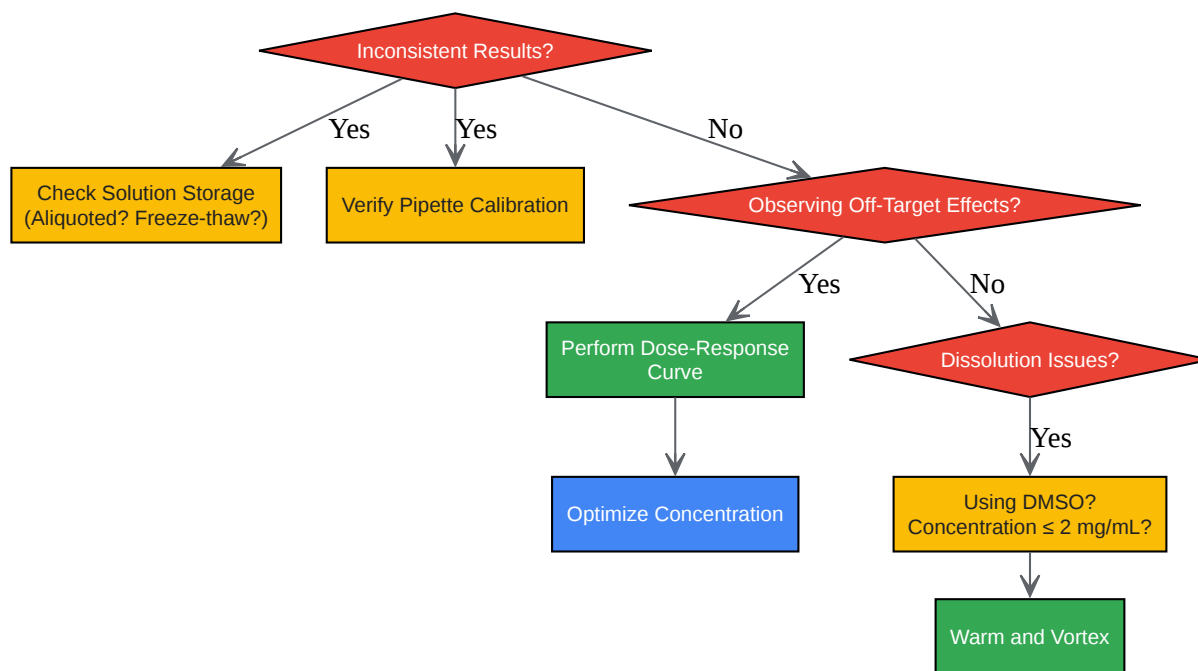 Inconsistent Results?
Yes
Yes
No
Check Solution Storage
(Aliquoted? Freeze-thaw?)
Verify Pipette Calibration
Observing Off-Target Effects?
Yes
No
Perform Dose-Response
Curve
Dissolution Issues?
Yes
Optimize Concentration
Using DMSO?
Concentration ≤ 2 mg/mL?
Warm and Vortex